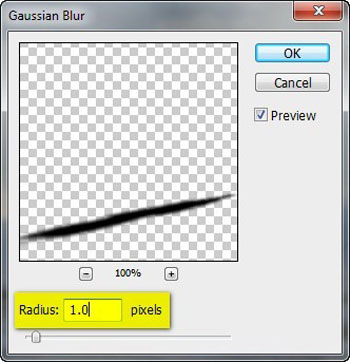 Gaussian Blur
OK
Cancel
Preview
100%
Radius: 1.0 pixels